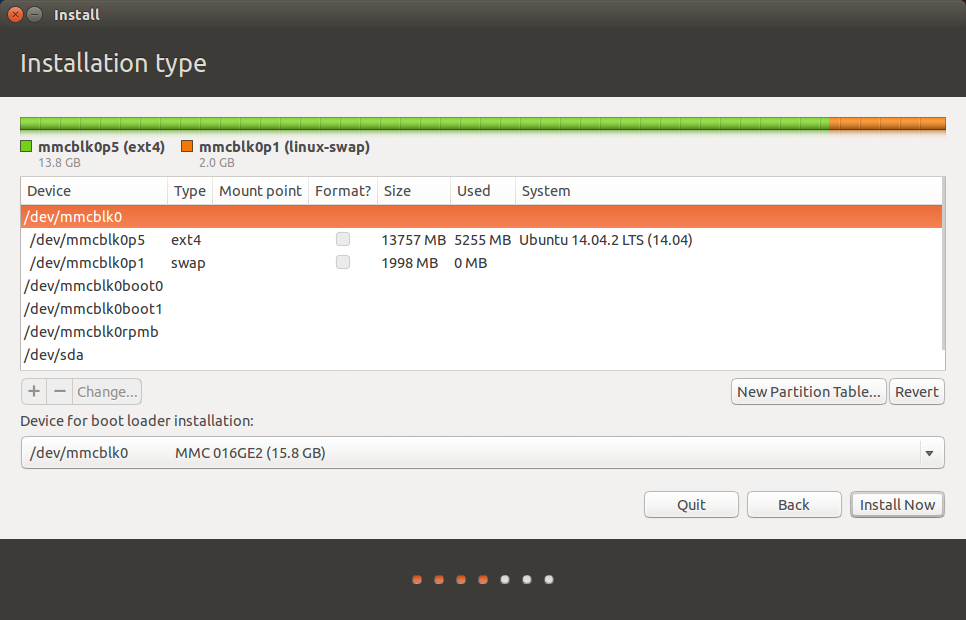 Install
Installation type
mmcblk0p5 (ext4) mmcblk0p1 (linux-swap)
13.8 GB 2.0 GB
Device Type Mount point Format? Size Used System
/dev/mmcblk0
/dev/mmcblk0p5 ext4 13757 MB 5255 MB Ubuntu 14.04.2 LTS (14.04)
/dev/mmcblk0p1 swap 1998 MB 0 MB
/dev/mmcblk0boot0
/dev/mmcblk0boot1
/dev/mmcblk0rpmb
/dev/sda
+ − Change... New Partition Table... Revert
Device for boot loader installation:
/dev/mmcblk0 MMC 016GE2 (15.8 GB)
Quit Back Install Now